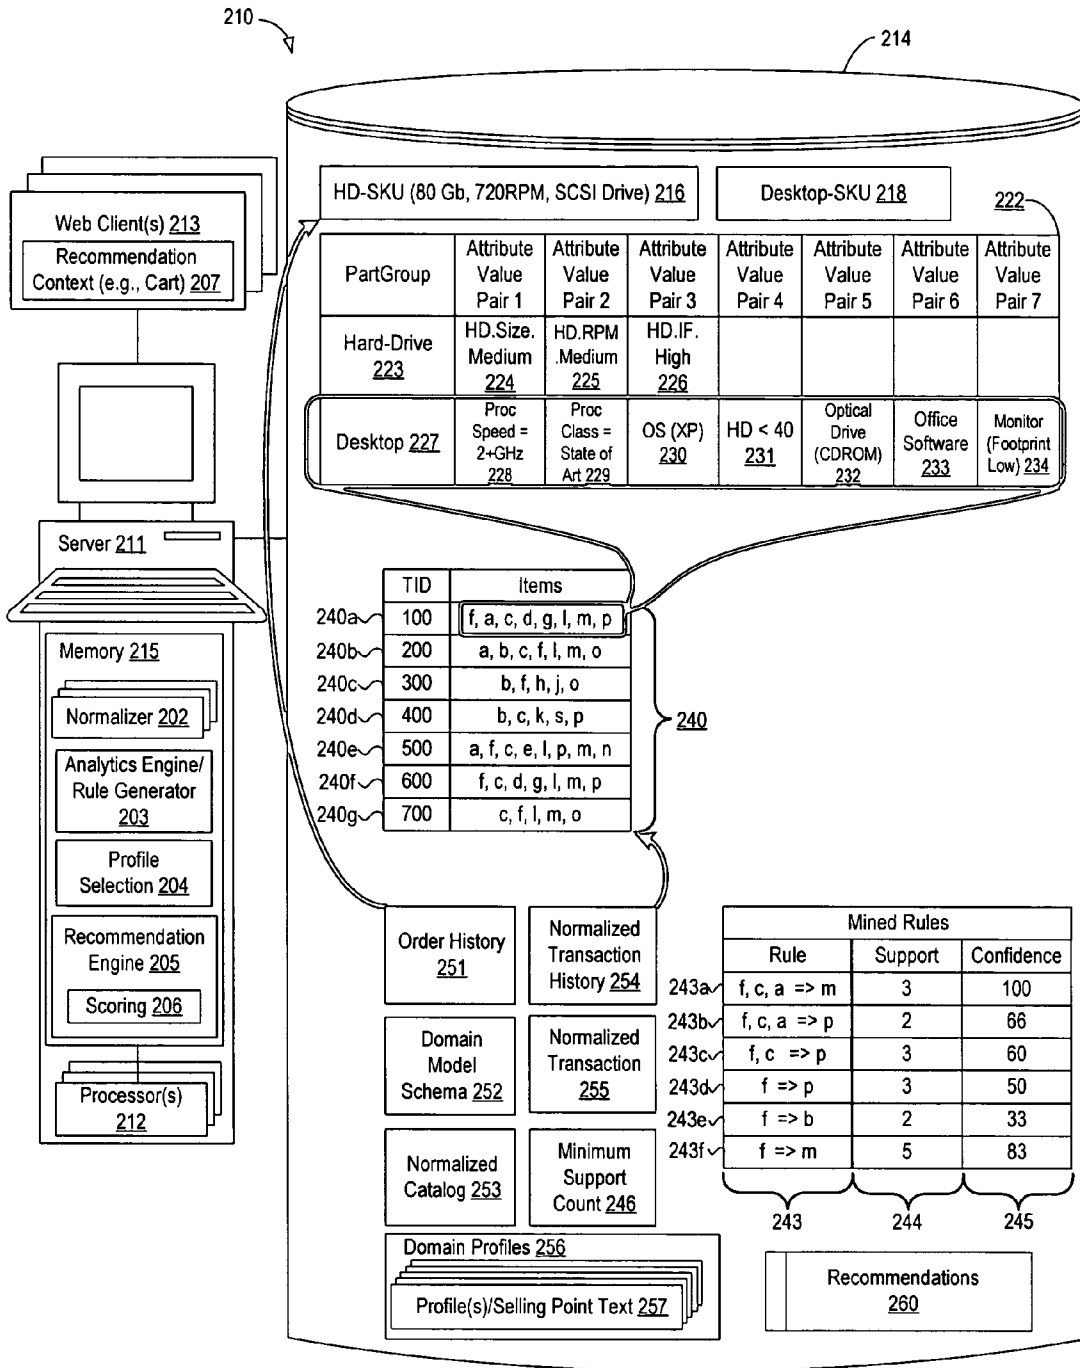 210
214
HD-SKU (80 Gb, 720RPM, SCSI Drive) 216
Desktop-SKU 218
222
Web Client(s) 213
Recommendation
Context (e.g., Cart) 207
PartGroup
Attribute
Value
Pair 1
Attribute
Value
Pair 2
Attribute
Value
Pair 3
Attribute
Value
Pair 4
Attribute
Value
Pair 5
Attribute
Value
Pair 6
Attribute
Value
Pair 7
Hard-Drive
223
HD.Size.
Medium
224
HD.RPM
.Medium
225
HD.IF.
High
226
Desktop 227
Proc
Speed =
2+GHz
228
Proc
Class =
State of
Art 229
OS (XP)
230
HD < 40
231
Optical
Drive
(CDROM)
232
Office
Software
233
Monitor
(Footprint
Low) 234
Server 211
TID Items
240a 100 f, a, c, d, g, l, m, p
240b 200 a, b, c, f, l, m, o
240c 300 b, f, h, j, o
240d 400 b, c, k, s, p
240e 500 a, f, c, e, l, p, m, n
240f 600 f, c, d, g, l, m, p
240g 700 c, f, l, m, o
240
Memory 215
Normalizer 202
Analytics Engine/
Rule Generator
203
Profile
Selection 204
Recommendation
Engine 205
Scoring 206
Processor(s)
212
Order History
251
Normalized
Transaction
History 254
Domain
Model
Schema 252
Normalized
Transaction
255
Normalized
Catalog 253
Minimum
Support
Count 246
Mined Rules
Rule Support Confidence
243a f, c, a => m 3 100
243b f, c, a => p 2 66
243c f, c => p 3 60
243d f => p 3 50
243e f => b 2 33
243f f => m 5 83
243 244 245
Domain Profiles 256
Profile(s)/Selling Point Text 257
Recommendations
260